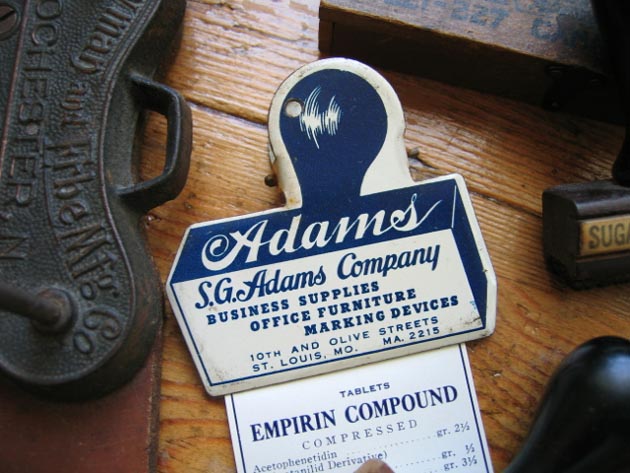 Adams
S.G. Adams Company
BUSINESS SUPPLIES
OFFICE FURNITURE
MARKING DEVICES
10TH AND OLIVE STREETS
ST. LOUIS, MO. MA. 2215
TABLETS
EMPIRIN COMPOUND
COMPRESSED
Acetophenetidin gr. 2½
Derivative) gr. ½
gr. 3½
Mfg. Co
SUGA